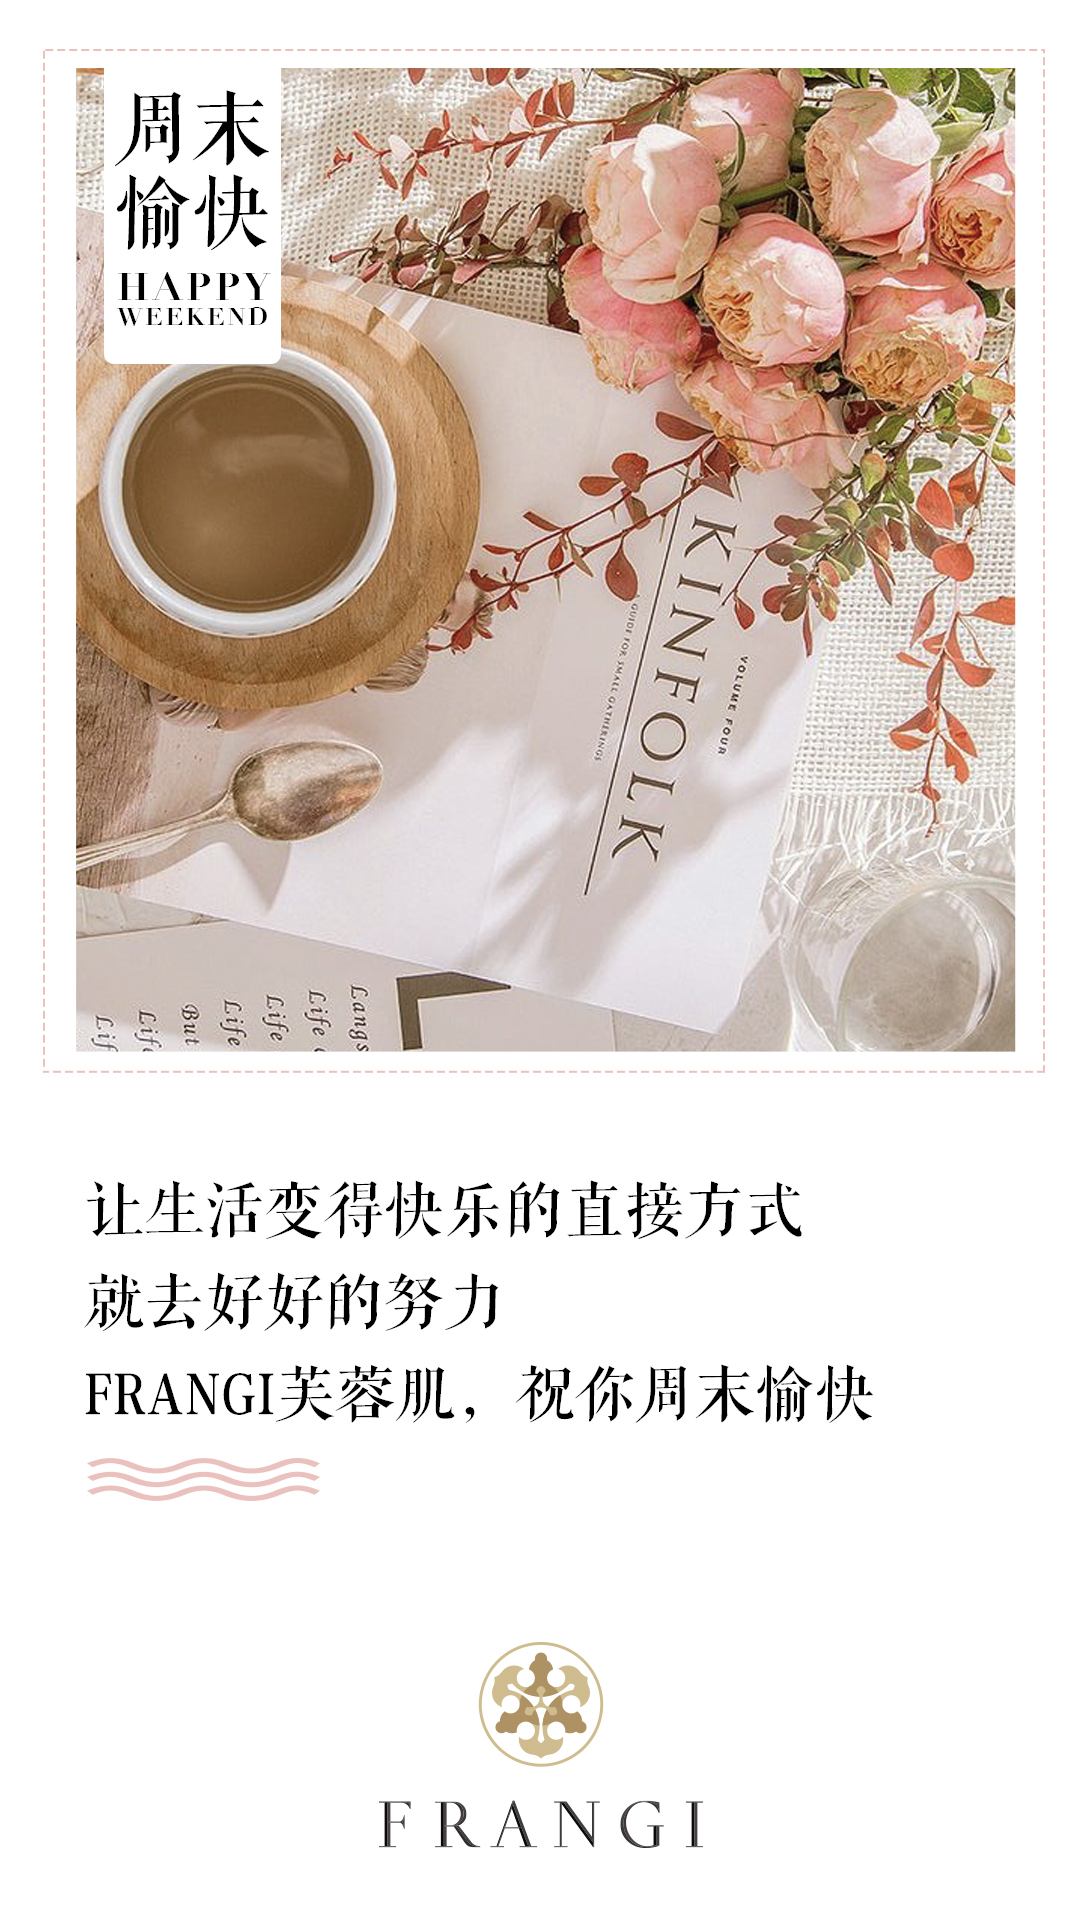 周末
愉快
HAPPY
WEEKEND
KINFOLK
A GUIDE FOR SMALL GATHERINGS
VOLUME FOUR
Langs
Life
Life
Life
But
Life
Lif
让生活变得快乐的直接方式
就去好好的努力
FRANGI芙蓉肌，祝你周末愉快
FRANGI